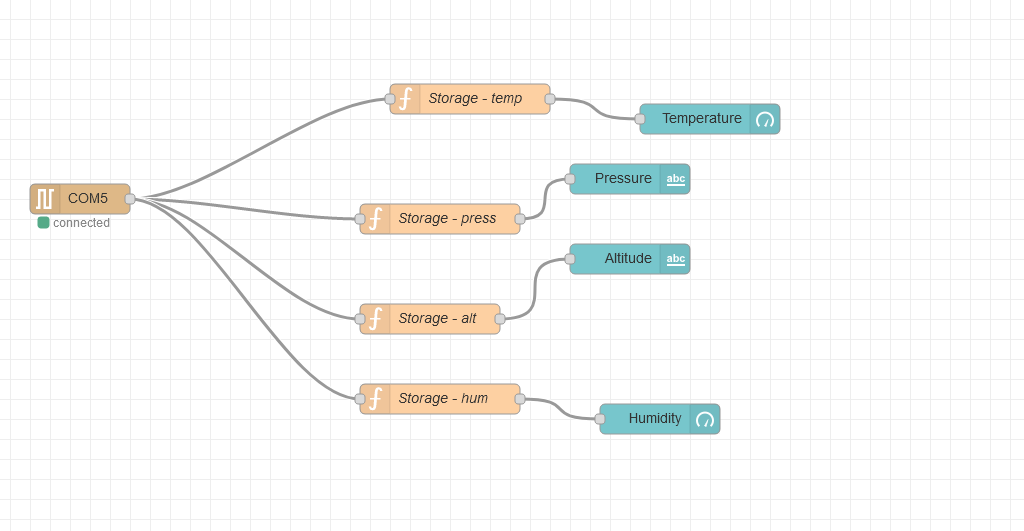 Storage - temp
Temperature
Pressure
abc
COM5
connected
Storage - press
Altitude
abc
Storage - alt
Storage - hum
Humidity